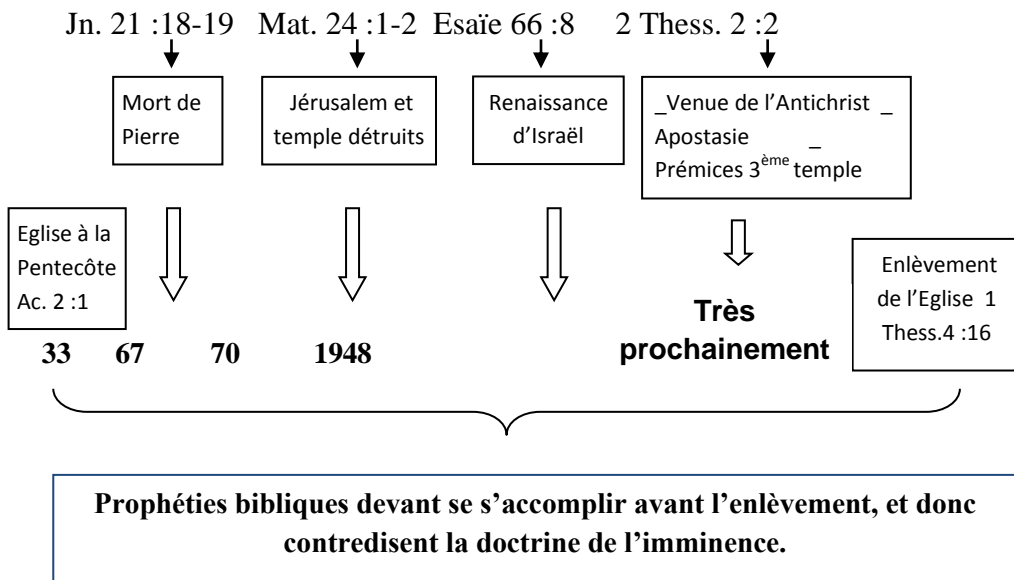 Jn. 21 :18-19 Mat. 24 :1-2 Esaïe 66 :8 2 Thess. 2 :2
Mort de
Pierre
Jérusalem et
temple détruits
Renaissance
d’Israël
_Venue de l’Antichrist _
Apostasie _
Prémices 3ème temple
Eglise à la
Pentecôte
Ac. 2 :1
Enlèvement
de l’Eglise 1
Thess.4 :16
33 67 70 1948
Très
prochainement
Prophéties bibliques devant se s’accomplir avant l’enlèvement, et donc
contredisent la doctrine de l’imminence.